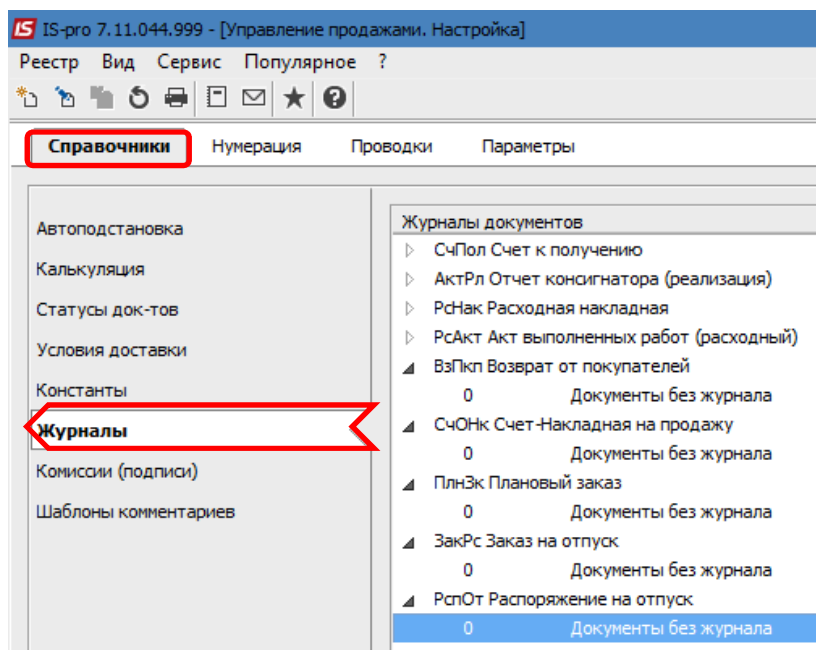 IS IS-pro 7.11.044.999 - [Управление продажами. Настройка]
Реестр Вид Сервис Популярное ?
Справочники Нумерация Проводки Параметры
Автоподстановка
Калькуляция
Статусы док-тов
Условия доставки
Константы
Журналы
Комиссии (подписи)
Шаблоны комментариев
Журналы документов
СчПол Счет к получению
АктРл Отчет консигнатора (реализация)
РсНак Расходная накладная
РсАкт Акт выполненных работ (расходный)
ВзПкп Возврат от покупателей
0 Документы без журнала
СчОНк Счет-Накладная на продажу
0 Документы без журнала
ПлнЗк Плановый заказ
0 Документы без журнала
ЗакРс Заказ на отпуск
0 Документы без журнала
РспОт Распоряжение на отпуск
0 Документы без журнала